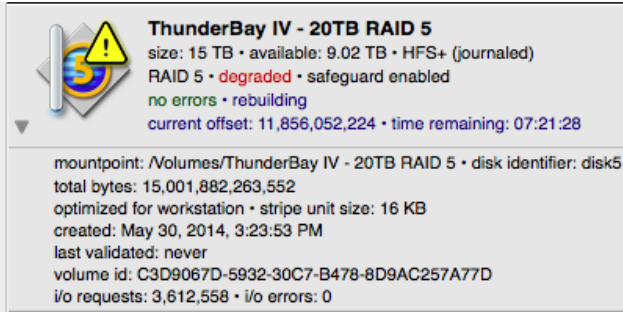 ThunderBay IV - 20TB RAID 5
size: 15 TB • available: 9.02 TB • HFS+ (journaled)
RAID 5 • degraded • safeguard enabled
no errors • rebuilding
current offset: 11,856,052,224 • time remaining: 07:21:28
mountpoint: /Volumes/ThunderBay IV - 20TB RAID 5 • disk identifier: disk5
total bytes: 15,001,882,263,552
optimized for workstation • stripe unit size: 16 KB
created: May 30, 2014, 3:23:53 PM
last validated: never
volume id: C3D9067D-5932-30C7-B478-8D9AC257A77D
i/o requests: 3,612,558 • i/o errors: 0
5